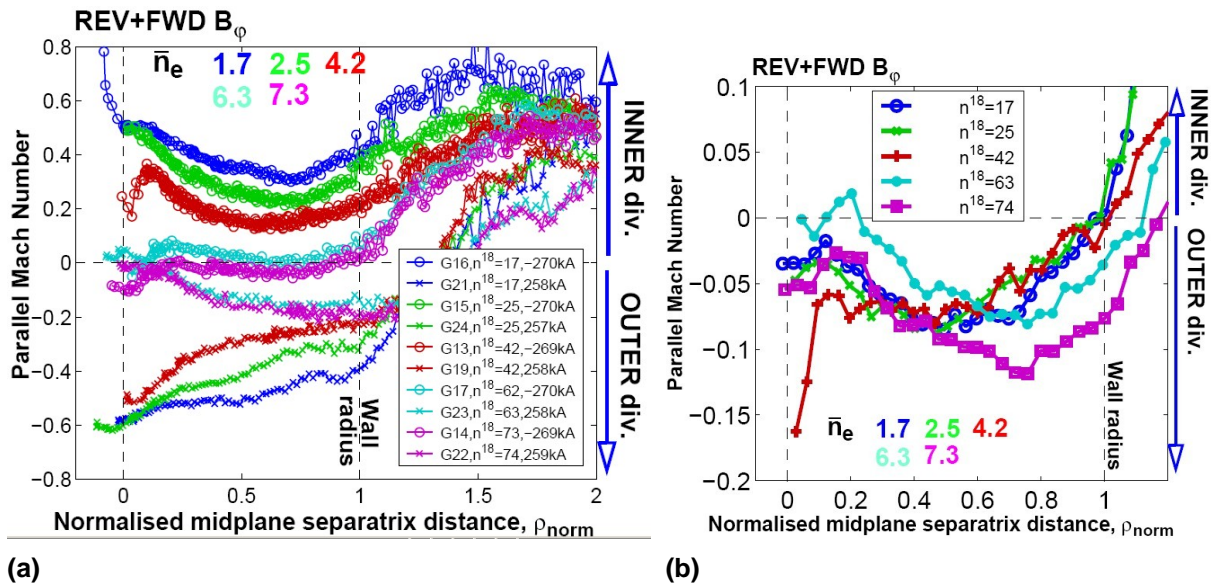 REV+FWD Bφ
n̄e 1.7 2.5 4.2
6.3 7.3
Parallel Mach Number
0.8
0.6
0.4
0.2
0
−0.2
−0.4
−0.6
−0.8
0 0.5 1 1.5 2
Normalised midplane separatrix distance, ρnorm
Wall
radius
G16,n18=17,−270kA
G21,n18=17,258kA
G15,n18=25,−270kA
G24,n18=25,257kA
G13,n18=42,−269kA
G19,n18=42,258kA
G17,n18=62,−270kA
G23,n18=63,258kA
G14,n18=73,−269kA
G22,n18=74,259kA
INNER div.
OUTER div.
(a)
REV+FWD Bφ
n18=17
n18=25
n18=42
n18=63
n18=74
Parallel Mach Number
0.1
0.05
0
−0.05
−0.1
−0.15
−0.2
0 0.2 0.4 0.6 0.8 1
Normalised midplane separatrix distance, ρnorm
n̄e 1.7 2.5 4.2
6.3 7.3
Wall radius
INNER div.
OUTER div.
(b)